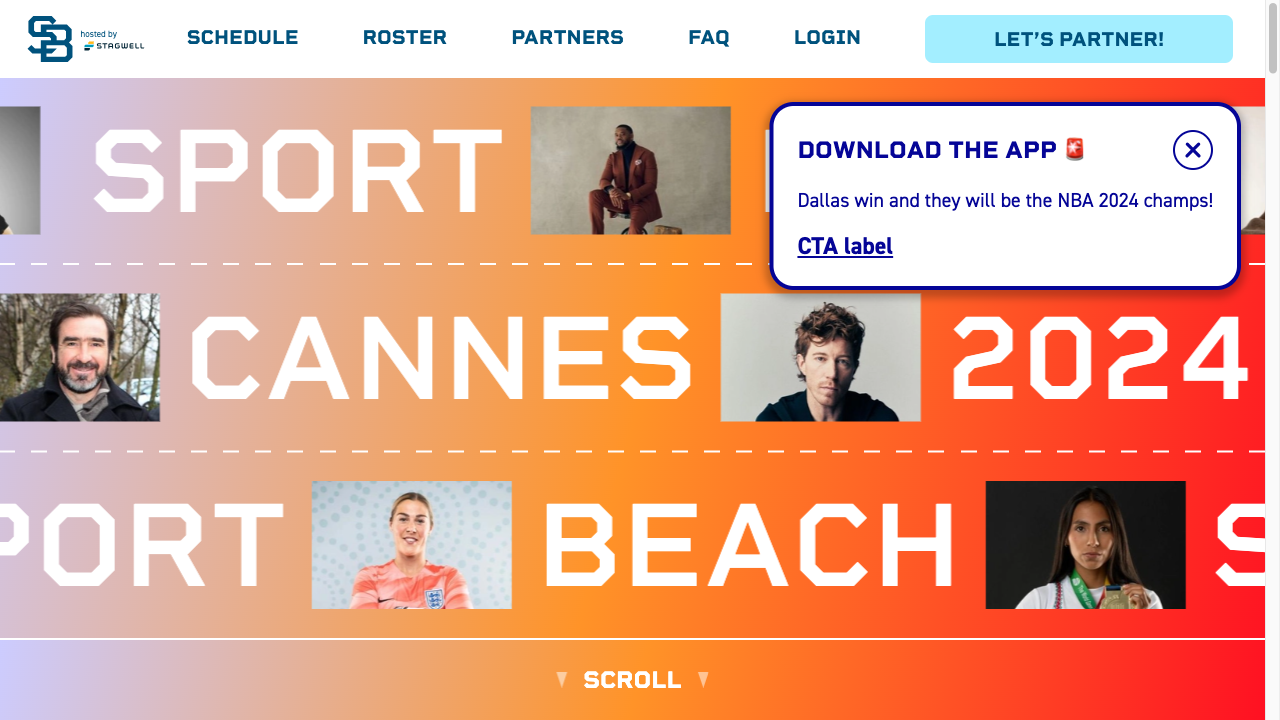 SB hosted by
STAGWELL
SCHEDULE ROSTER PARTNERS FAQ LOGIN LET’S PARTNER!
SPORT
DOWNLOAD THE APP 🚨
Dallas win and they will be the NBA 2024 champs!
CTA label
CANNES 2024
PORT BEACH S
SCROLL